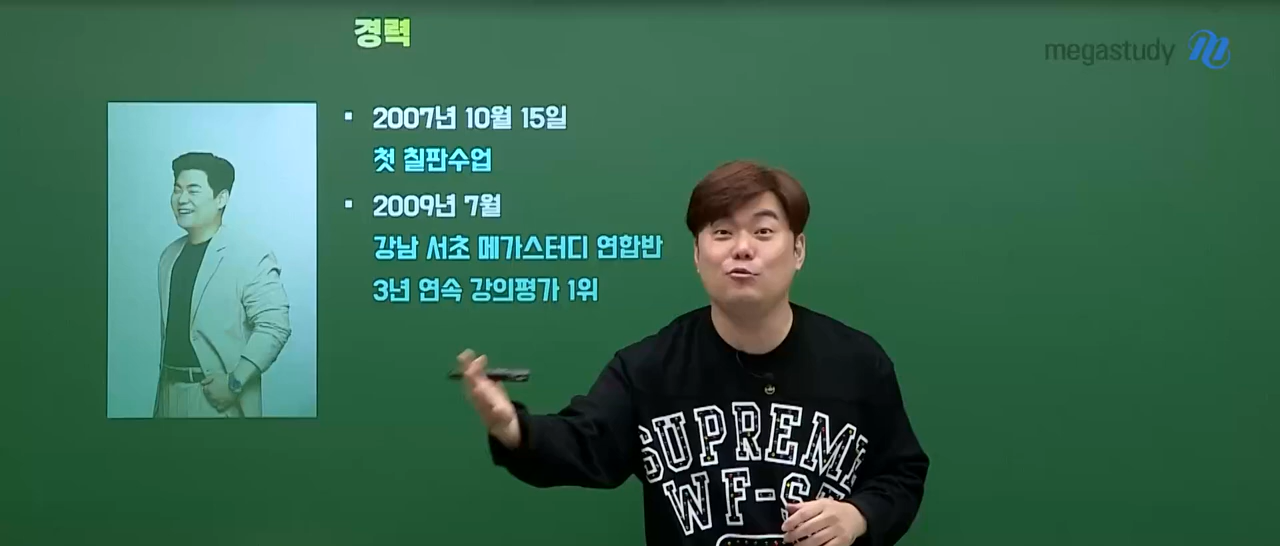 경력
megastudy
2007년 10월 15일
첫 칠판수업
2009년 7월
강남 서초 메가스터디 연합반
3년 연속 강의평가 1위
SUPREME
WF-S